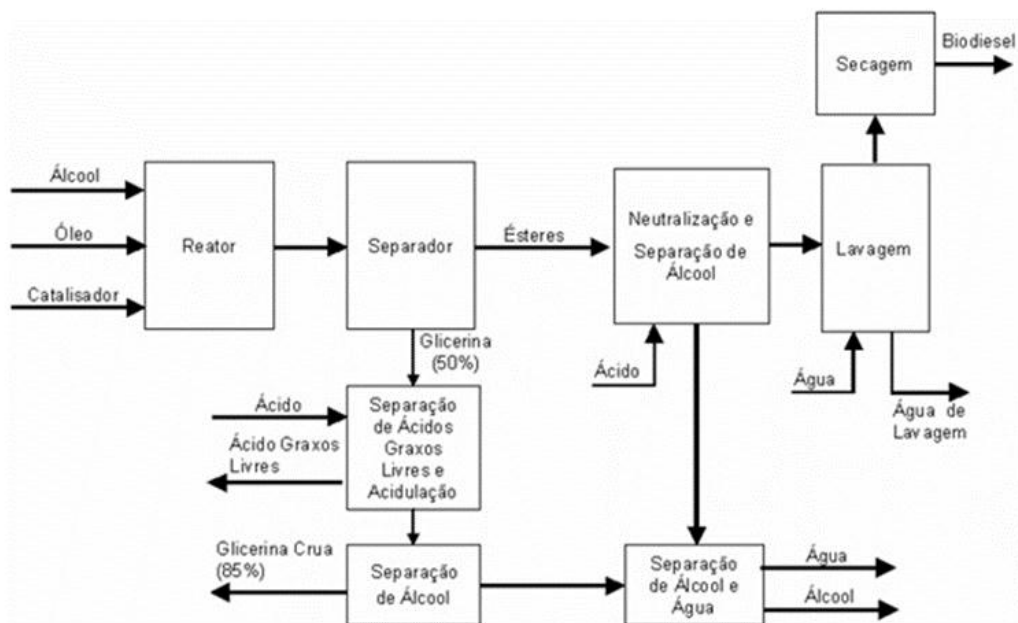 Biodiesel
Secagem
Álcool
Óleo
Catalisador
Reator
Separador
Ésteres
Neutralização e
Separação de
Álcool
Lavagem
Glicerina
(50%)
Ácido
Água
Água de
Lavagem
Ácido
Ácido Graxos
Livres
Separação
de Ácidos
Graxos
Livres e
Acidulação
Glicerina Crua
(85%)
Separação
de Álcool
Separação
de Álcool e
Água
Água
Álcool